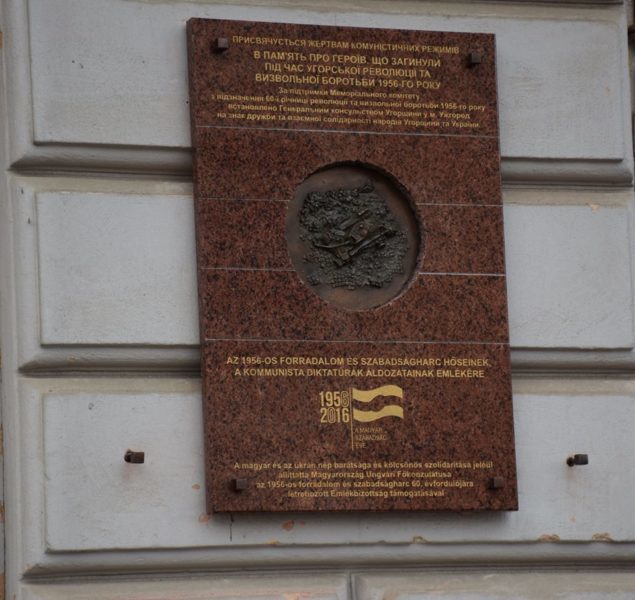 ПРИСВЯЧУЄТЬСЯ ЖЕРТВАМ КОМУНІСТИЧНИХ РЕЖИМІВ
В ПАМ'ЯТЬ ПРО ГЕРОЇВ, ЩО ЗАГИНУЛИ
ПІД ЧАС УГОРСЬКОЇ РЕВОЛЮЦІЇ ТА
ВИЗВОЛЬНОЇ БОРОТЬБИ 1956-ГО РОКУ
За підтримки Меморіального комітету
з відзначення 60-ї річниці революції та визвольної боротьби 1956-го року
встановлено Генеральним консульством Угорщини у м. Ужгород
на знак дружби та взаємної солідарності народів Угорщини та України.
AZ 1956-OS FORRADALOM ÉS SZABADSÁGHARC HŐSEINEK,
A KOMMUNISTA DIKTATÚRÁK ÁLDOZATAINAK EMLÉKÉRE
1956
2016
A MAGYAR
SZABADSÁG
ÉVE
A magyar és az ukrán nép barátsága és kölcsönös szolidaritása jeléül
állíttatta Magyarország Ungvári Főkonzulátusa
az 1956-os forradalom és szabadságharc 60. évfordulójára
létrehozott Emlékbizottság támogatásával